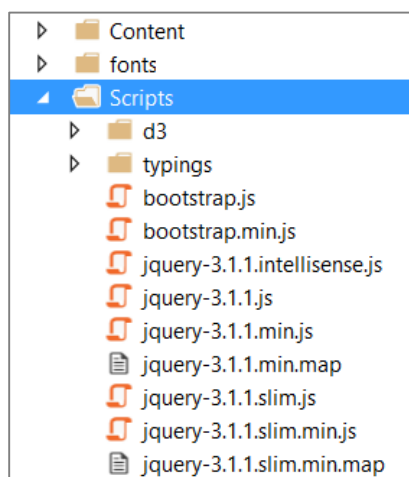 Content
fonts
Scripts
d3
typings
bootstrap.js
bootstrap.min.js
jquery-3.1.1.intellisense.js
jquery-3.1.1.js
jquery-3.1.1.min.js
jquery-3.1.1.min.map
jquery-3.1.1.slim.js
jquery-3.1.1.slim.min.js
jquery-3.1.1.slim.min.map